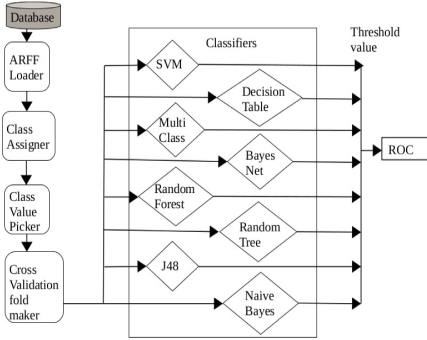 Database
ARFF
Loader
Class
Assigner
Class
Value
Picker
Cross
Validation
fold
maker
Classifiers
SVM
Decision
Table
Multi
Class
Bayes
Net
Random
Forest
Random
Tree
J48
Naive
Bayes
Threshold
value
ROC